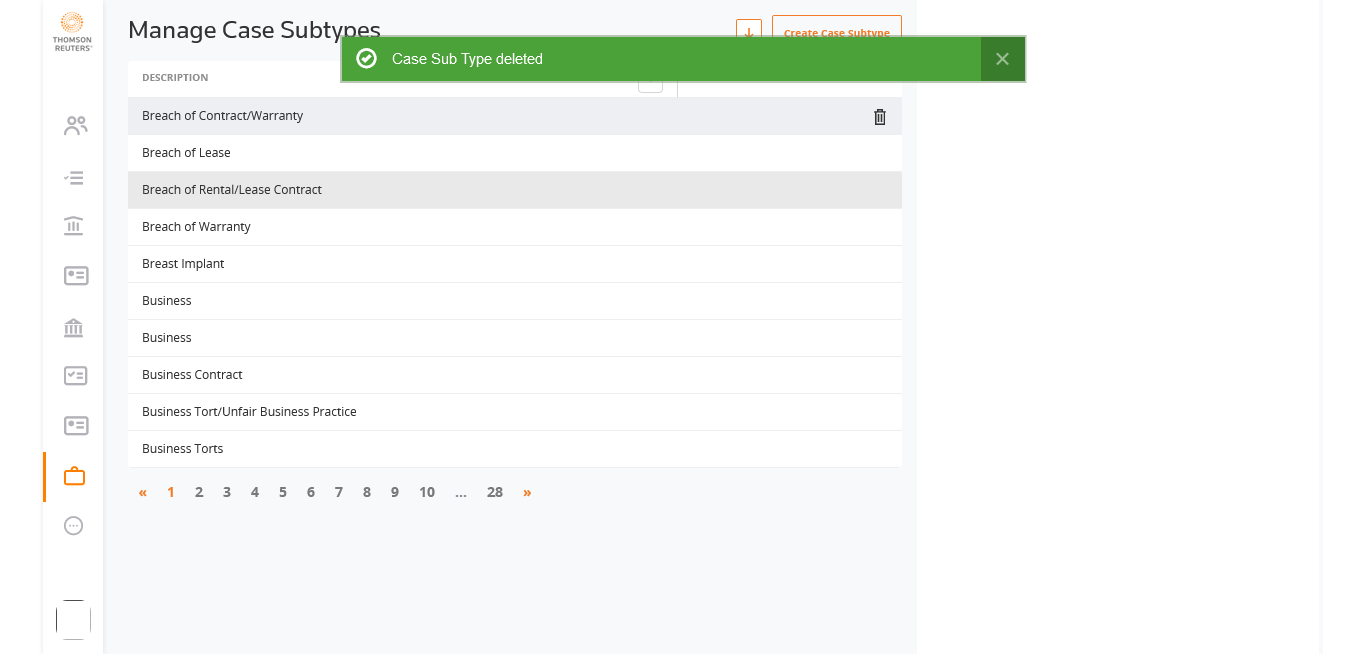 THOMSON
REUTERS
Manage Case Subtypes
Create Case Subtype
Case Sub Type deleted
DESCRIPTION
Breach of Contract/Warranty
Breach of Lease
Breach of Rental/Lease Contract
Breach of Warranty
Breast Implant
Business
Business
Business Contract
Business Tort/Unfair Business Practice
Business Torts
« 1 2 3 4 5 6 7 8 9 10 ... 28 »